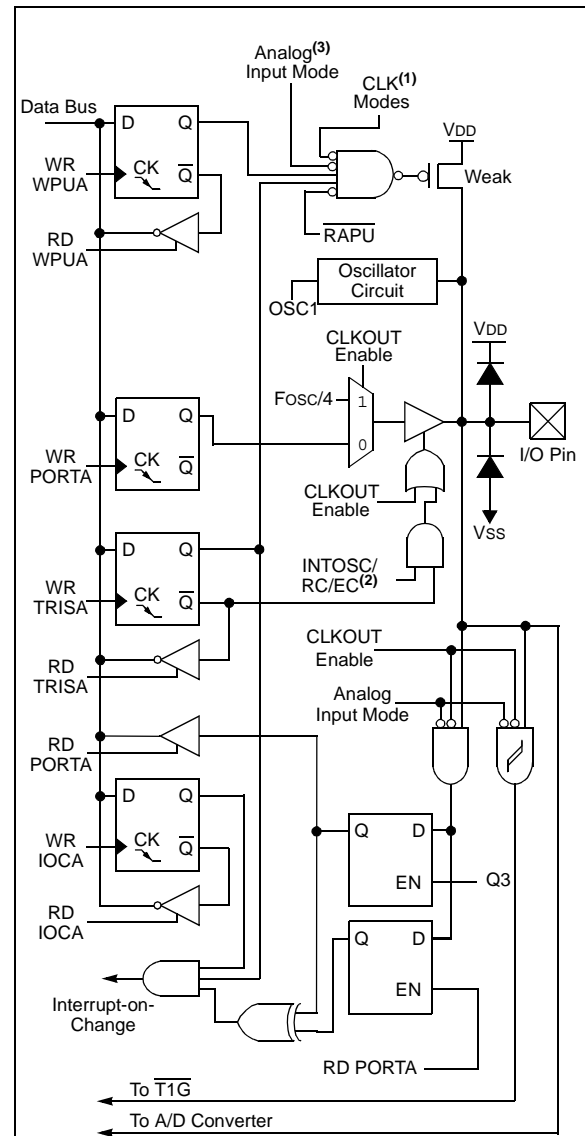 Analog(3)
Input Mode
CLK(1)
Modes
Data Bus
D Q
VDD
WR
WPUA
CK Q
Weak
RD
WPUA
RAPU
Oscillator
Circuit
OSC1
CLKOUT
Enable
VDD
FOSC/4
1
D Q
0
I/O Pin
WR
PORTA
CK Q
CLKOUT
Enable
VSS
D Q
INTOSC/
RC/EC(2)
WR
TRISA
CK Q
CLKOUT
Enable
RD
TRISA
Analog
Input Mode
RD
PORTA
D Q
Q D
WR
IOCA
CK Q
EN
Q3
RD
IOCA
Q D
EN
Interrupt-on-
Change
RD PORTA
To T1G
To A/D Converter